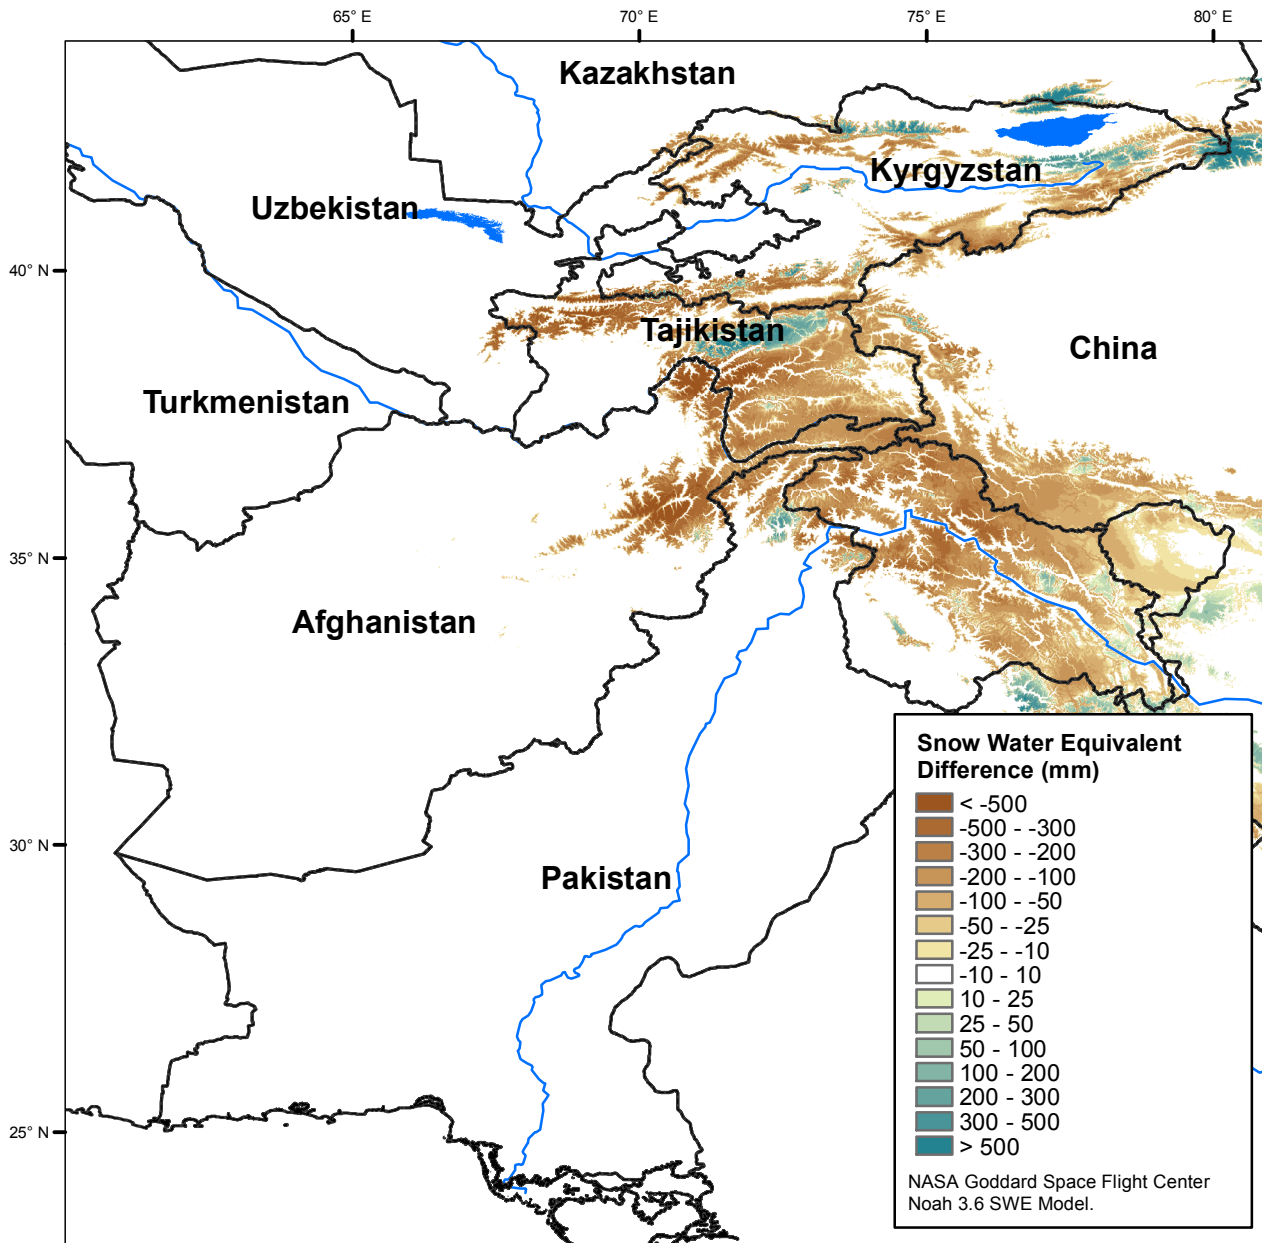 65° E
70° E
75° E
80° E
Kazakhstan
Kyrgyzstan
Uzbekistan
40° N
Tajikistan
China
Turkmenistan
35° N
Afghanistan
Snow Water Equivalent
Difference (mm)
< -500
-500 - -300
-300 - -200
-200 - -100
-100 - -50
-50 - -25
-25 - -10
-10 - 10
10 - 25
25 - 50
50 - 100
100 - 200
200 - 300
300 - 500
> 500
NASA Goddard Space Flight Center
Noah 3.6 SWE Model.
30° N
Pakistan
25° N